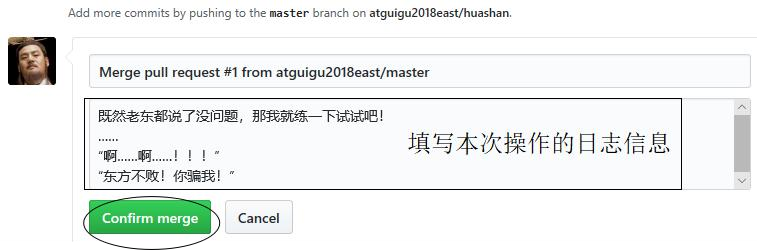 Add more commits by pushing to the master branch on atguigu2018east/huashan.
Merge pull request #1 from atguigu2018east/master
既然老东都说了没问题，那我就练一下试试吧！
……
“啊……啊……！！！”
“东方不败！你骗我！”
填写本次操作的日志信息
Confirm merge
Cancel